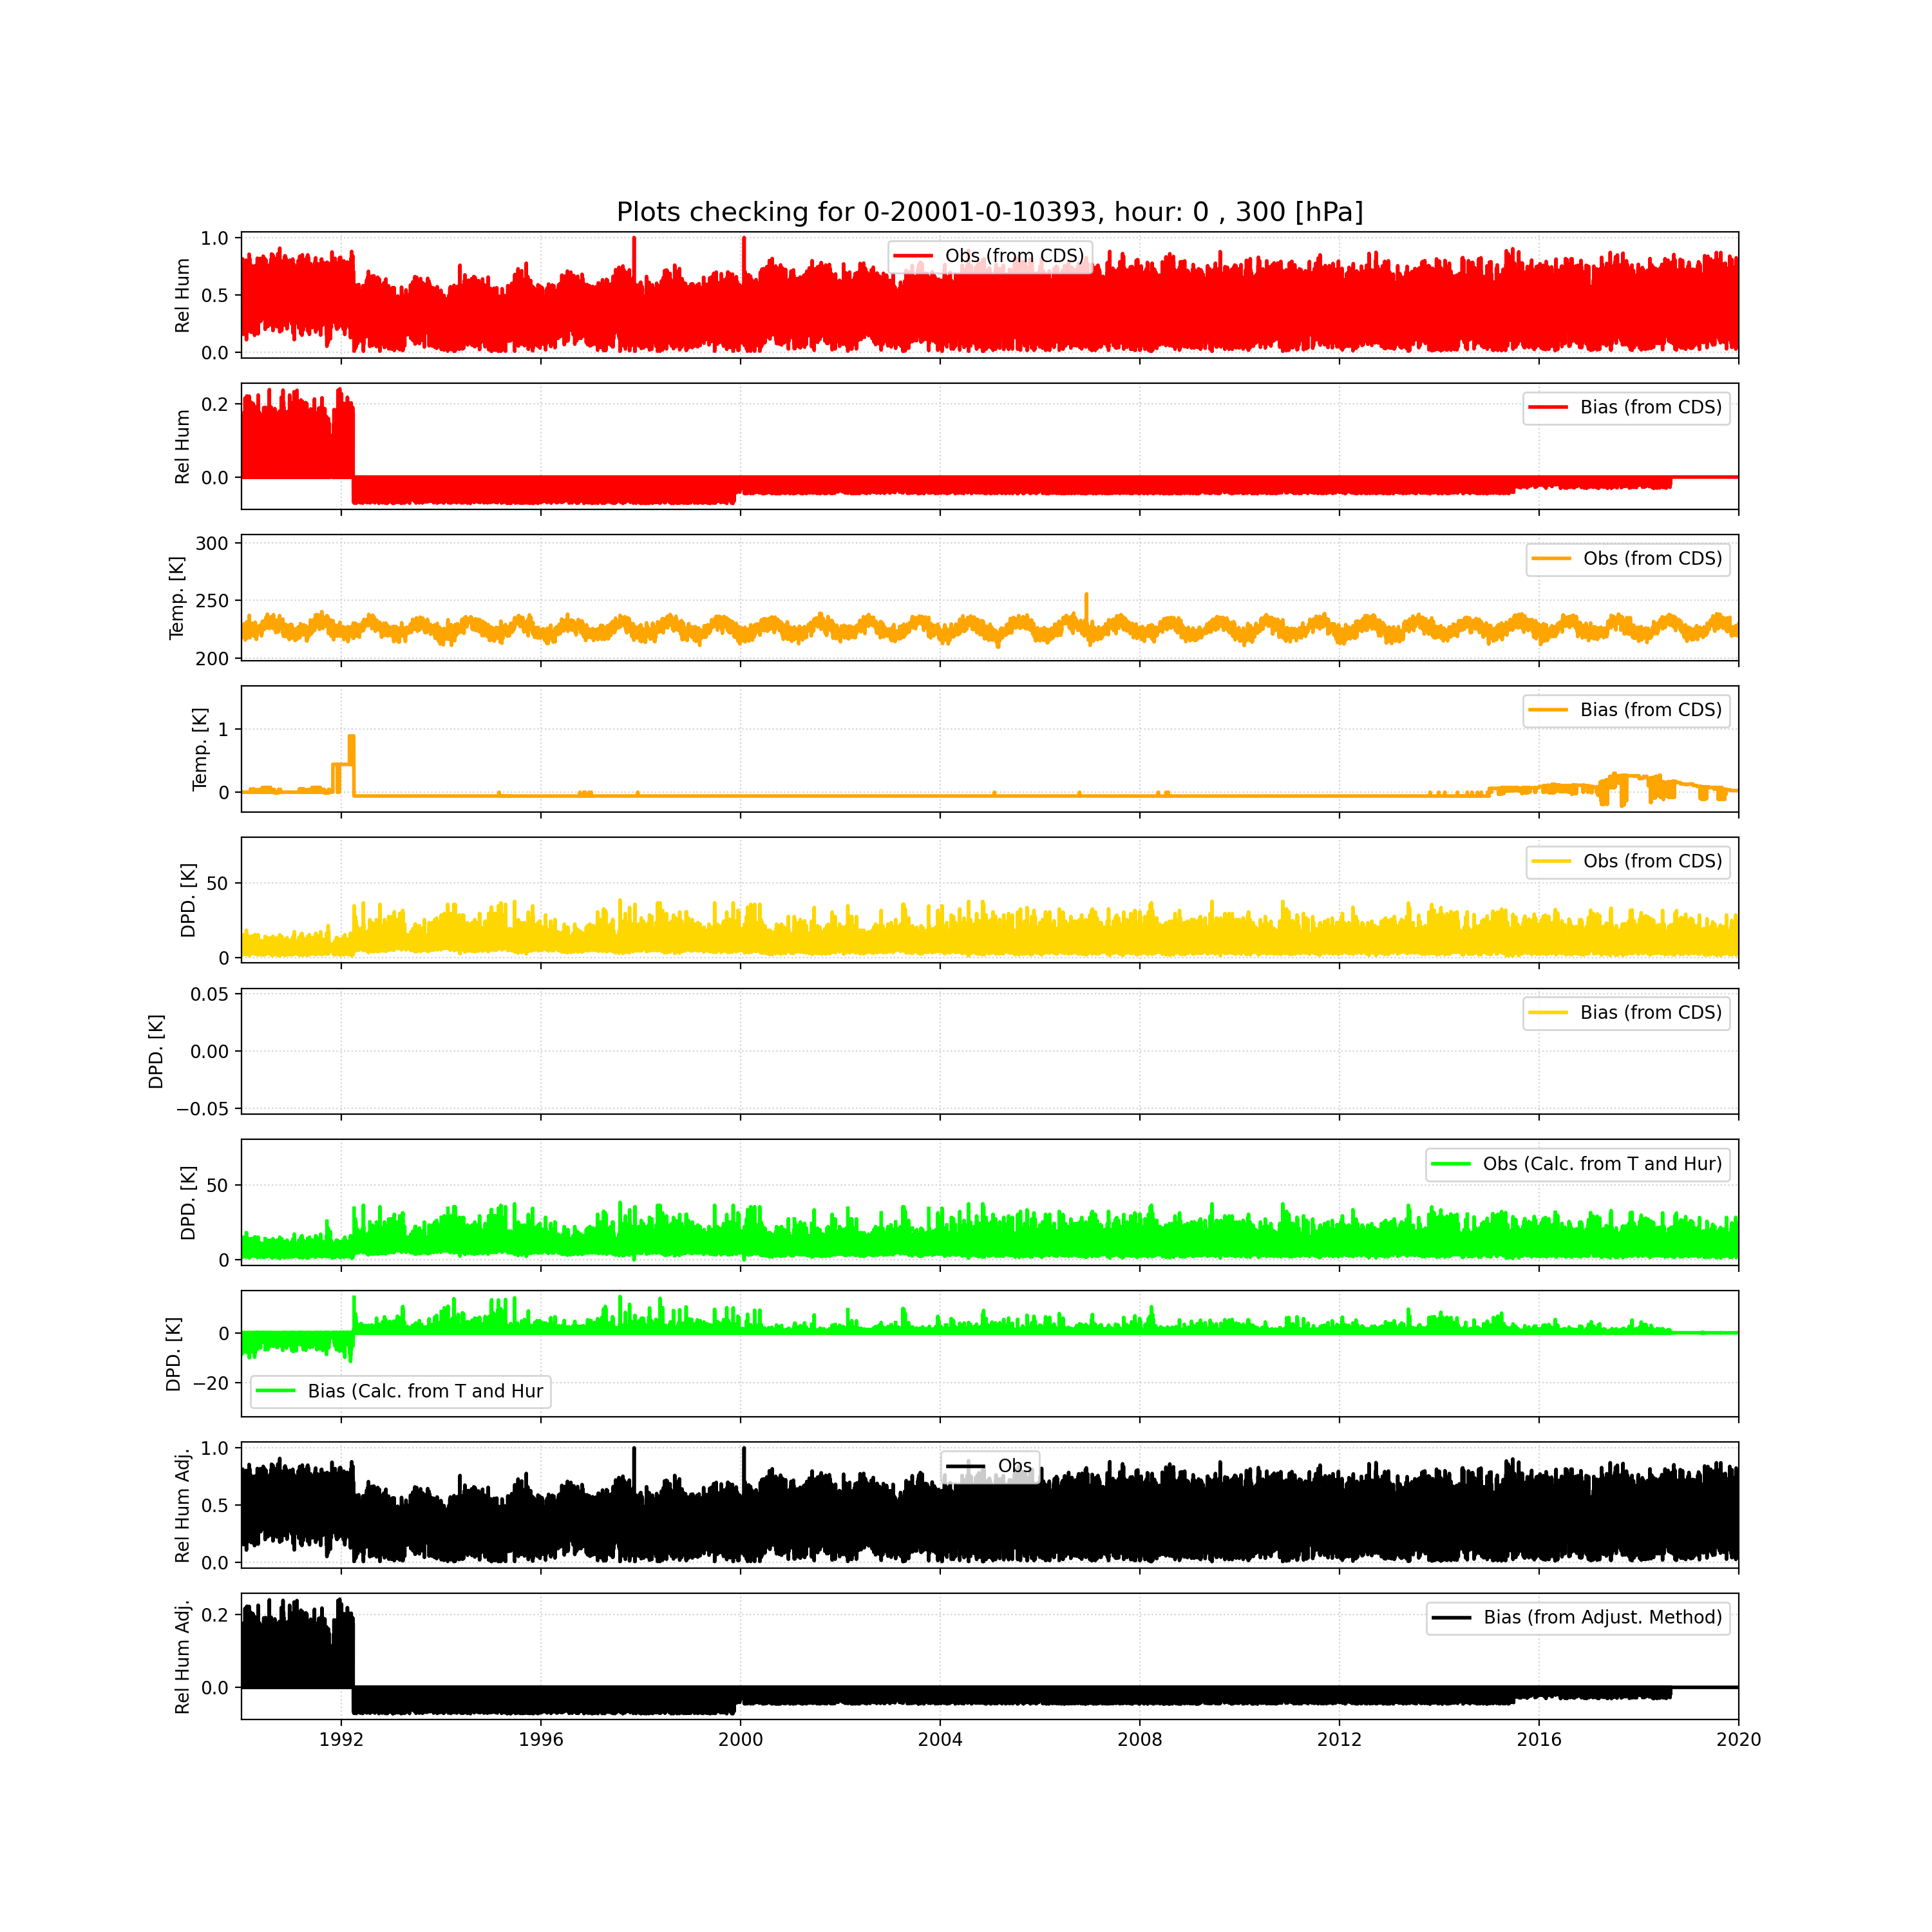 Plots checking for 0-20001-0-10393, hour: 0 , 300 [hPa]
Rel Hum
1.0
0.5
0.0
Obs (from CDS)
Rel Hum
0.2
0.0
Bias (from CDS)
Temp. [K]
300
250
200
Obs (from CDS)
Temp. [K]
1
0
Bias (from CDS)
DPD. [K]
50
0
Obs (from CDS)
DPD. [K]
0.05
0.00
−0.05
Bias (from CDS)
DPD. [K]
50
0
Obs (Calc. from T and Hur)
DPD. [K]
0
−20
Bias (Calc. from T and Hur
Rel Hum Adj.
1.0
0.5
0.0
Obs
Rel Hum Adj.
0.2
0.0
Bias (from Adjust. Method)
1992 1996 2000 2004 2008 2012 2016 2020